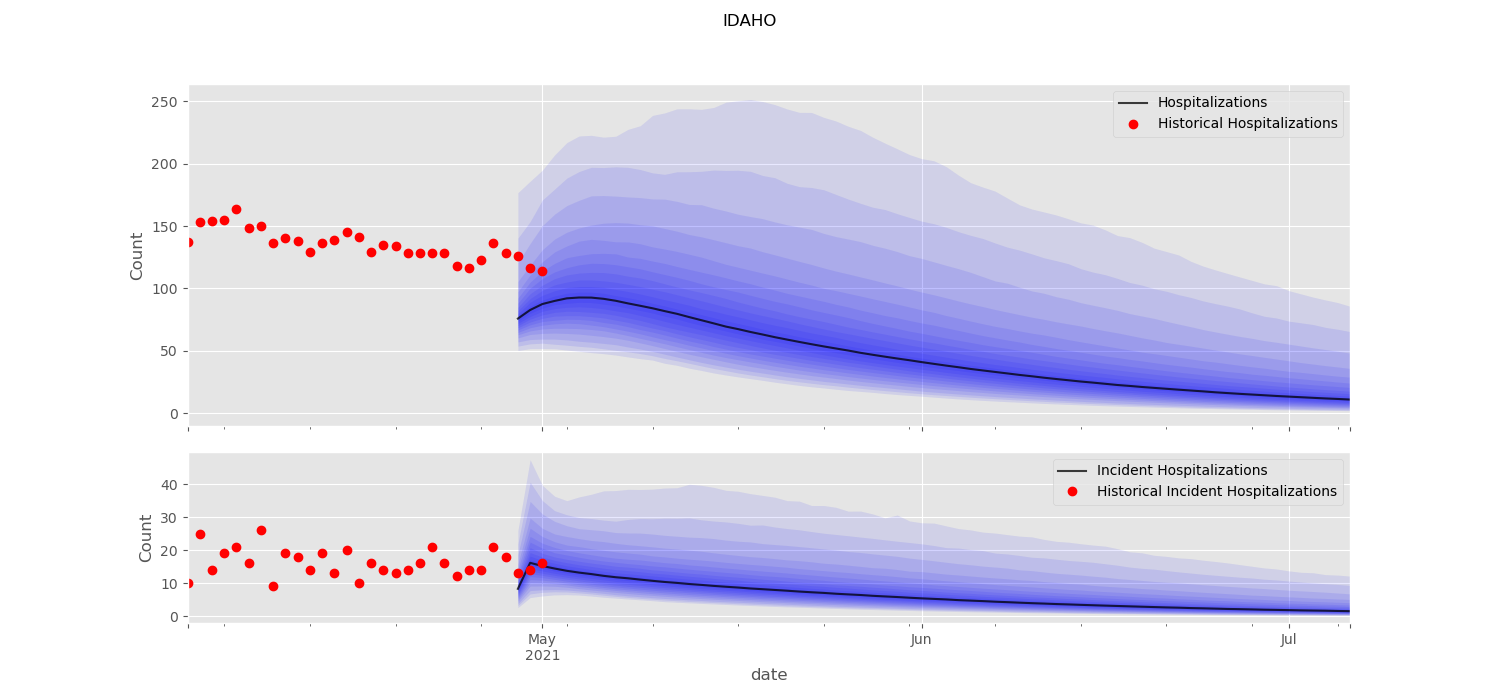 IDAHO
Count
250
200
150
100
50
0
Hospitalizations
Historical Hospitalizations
Count
40
30
20
10
0
Incident Hospitalizations
Historical Incident Hospitalizations
May
2021
Jun
Jul
date